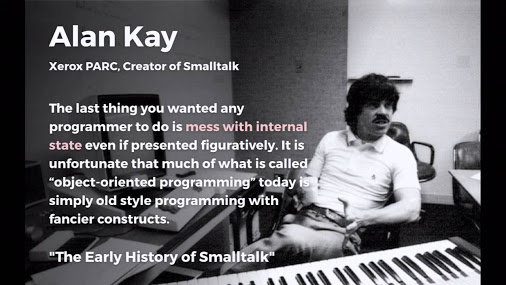 Alan Kay
Xerox PARC, Creator of Smalltalk
The last thing you wanted any
programmer to do is mess with internal
state even if presented figuratively. It is
unfortunate that much of what is called
“object-oriented programming” today is
simply old style programming with
fancier constructs.
"The Early History of Smalltalk"